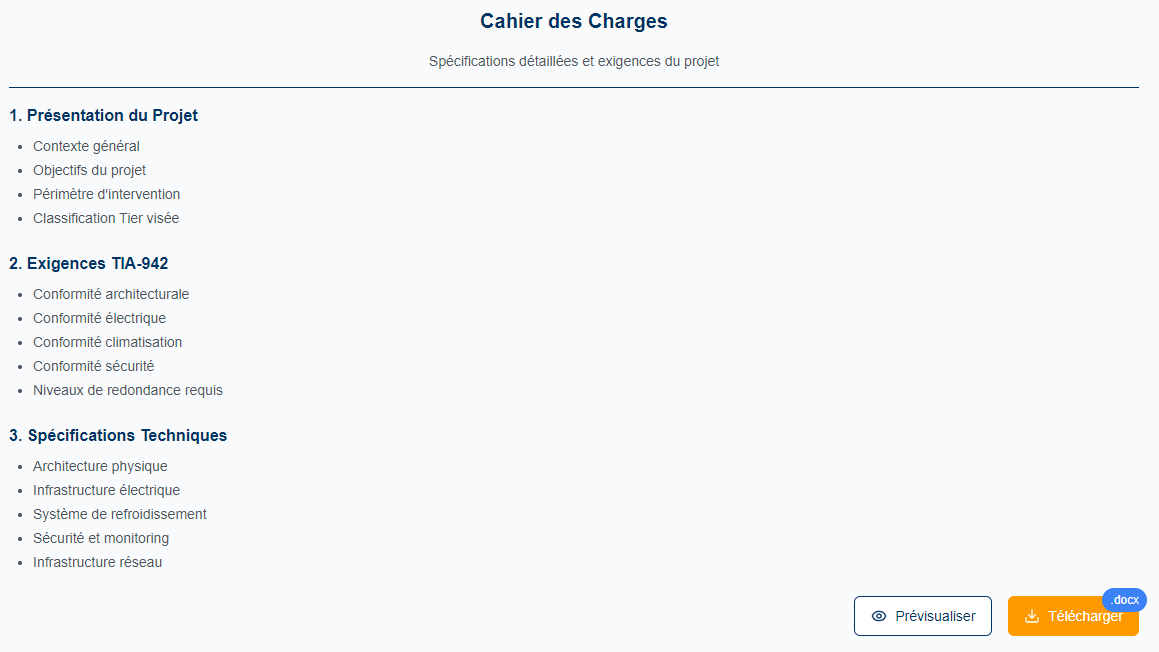 Cahier des Charges
Spécifications détaillées et exigences du projet
1. Présentation du Projet
• Contexte général
• Objectifs du projet
• Périmètre d'intervention
• Classification Tier visée
2. Exigences TIA-942
• Conformité architecturale
• Conformité électrique
• Conformité climatisation
• Conformité sécurité
• Niveaux de redondance requis
3. Spécifications Techniques
• Architecture physique
• Infrastructure électrique
• Système de refroidissement
• Sécurité et monitoring
• Infrastructure réseau
.docx
Prévisualiser
Télécharger